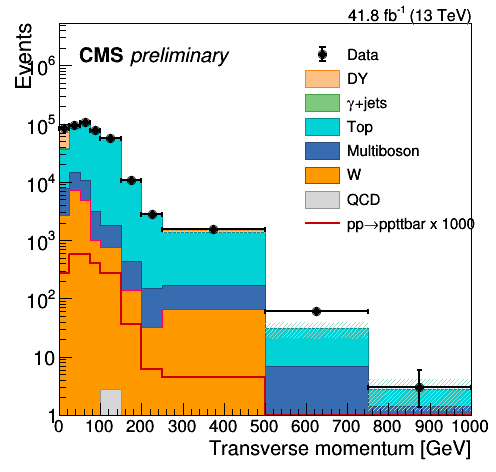 41.8 fb⁻¹ (13 TeV)
CMS preliminary
Events
Data
DY
γ+jets
Top
Multiboson
W
QCD
pp→ppttbar x 1000
10⁶
10⁵
10⁴
10³
10²
10
1
0 100 200 300 400 500 600 700 800 900 1000
Transverse momentum [GeV]